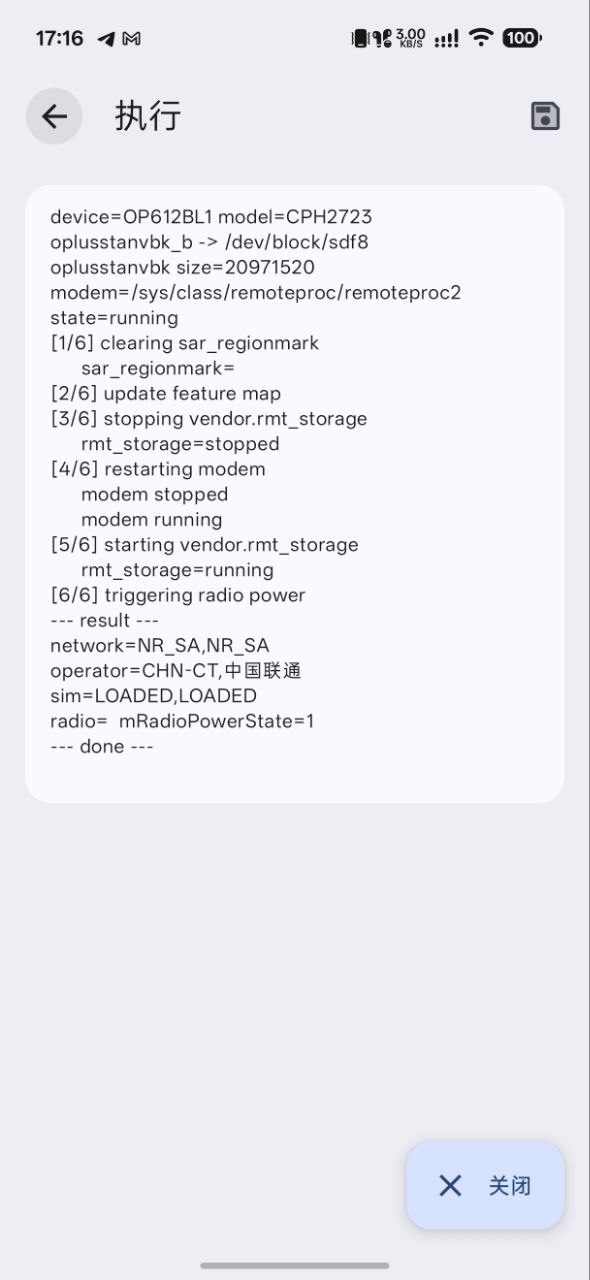 17:16
3.00
KB/S
100
执行
device=OP612BL1 model=CPH2723
oplusstanvbk_b -> /dev/block/sdf8
oplusstanvbk size=20971520
modem=/sys/class/remoteproc/remoteproc2
state=running
[1/6] clearing sar_regionmark
sar_regionmark=
[2/6] update feature map
[3/6] stopping vendor.rmt_storage
rmt_storage=stopped
[4/6] restarting modem
modem stopped
modem running
[5/6] starting vendor.rmt_storage
rmt_storage=running
[6/6] triggering radio power
--- result ---
network=NR_SA,NR_SA
operator=CHN-CT,中国联通
sim=LOADED,LOADED
radio=  mRadioPowerState=1
--- done ---
关闭